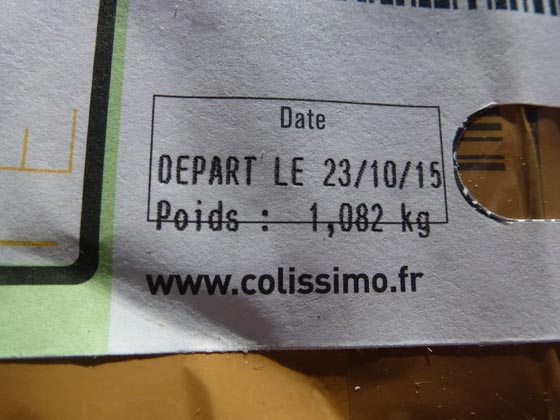 Date
DEPART LE 23/10/15
Poids : 1,082 kg
www.colissimo.fr